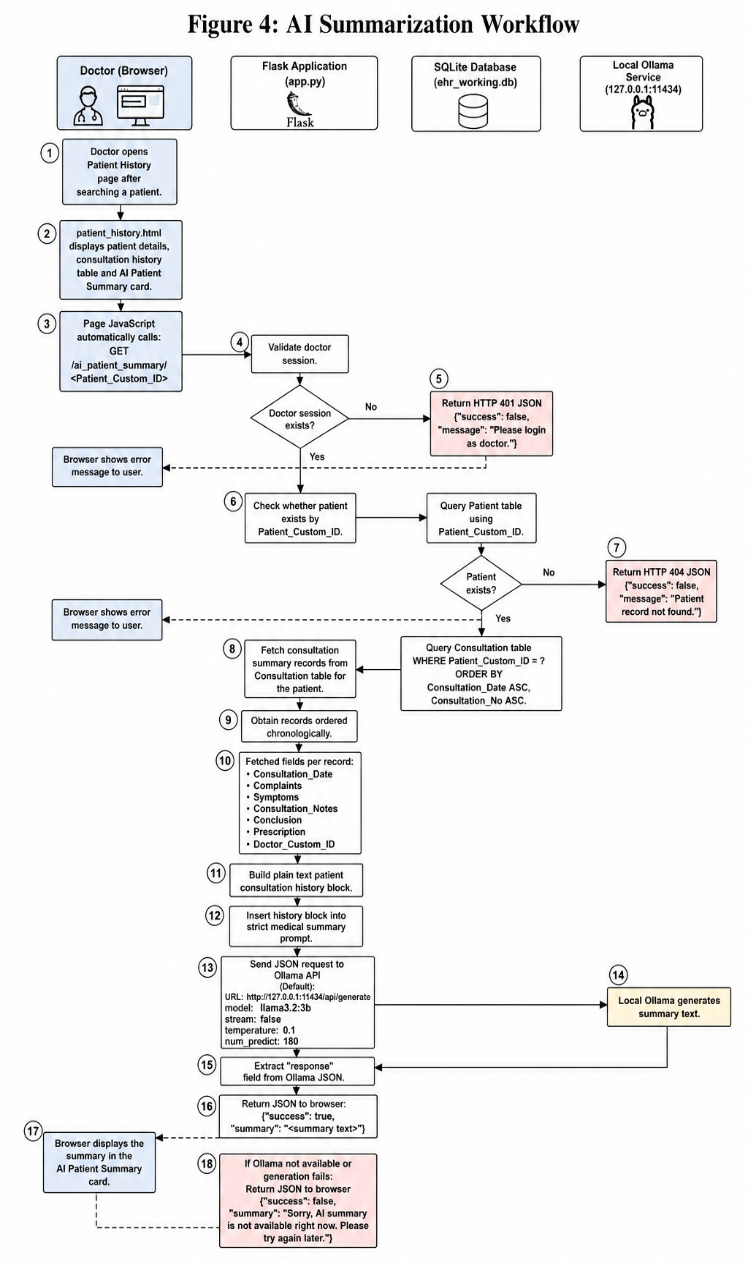 Figure 4: AI Summarization Workflow
Doctor (Browser)
Flask Application
(app.py)
Flask
SQLite Database
(ehr_working.db)
Local Ollama
Service
(127.0.0.1:11434)
1
Doctor opens
Patient History
page after
searching a patient.
2
patient_history.html
displays patient details,
consultation history
table and AI Patient
Summary card.
3
Page JavaScript
automatically calls:
GET
/ai_patient_summary/
<Patient_Custom_ID>
4
Validate doctor
session.
Doctor session
exists?
No
Yes
5
Return HTTP 401 JSON
{"success": false,
"message": "Please login
as doctor."}
Browser shows error
message to user.
6
Check whether patient
exists by
Patient_Custom_ID.
Query Patient table
using
Patient_Custom_ID.
Patient
exists?
No
Yes
7
Return HTTP 404 JSON
{"success": false,
"message": "Patient
record not found."}
Browser shows error
message to user.
Query Consultation table
WHERE Patient_Custom_ID = ?
ORDER BY
Consultation_Date ASC,
Consultation_No ASC.
8
Fetch consultation
summary records from
Consultation table for
the patient.
9
Obtain records ordered
chronologically.
10
Fetched fields per record:
• Consultation_Date
• Complaints
• Symptoms
• Consultation_Notes
• Conclusion
• Prescription
• Doctor_Custom_ID
11
Build plain text patient
consultation history block.
12
Insert history block into
strict medical summary
prompt.
13
Send JSON request to
Ollama API
(Default):
URL: http://127.0.0.1:11434/api/generate
model: llama3.2:3b
stream: false
temperature: 0.1
num_predict: 180
14
Local Ollama generates
summary text.
15
Extract "response"
field from Ollama JSON.
16
Return JSON to browser:
{"success": true,
"summary": "<summary text>"}
17
Browser displays the
summary in the
AI Patient Summary
card.
18
If Ollama not available or
generation fails:
Return JSON to browser
{"success": false,
"summary": "Sorry, AI summary
is not available right now. Please
try again later."}